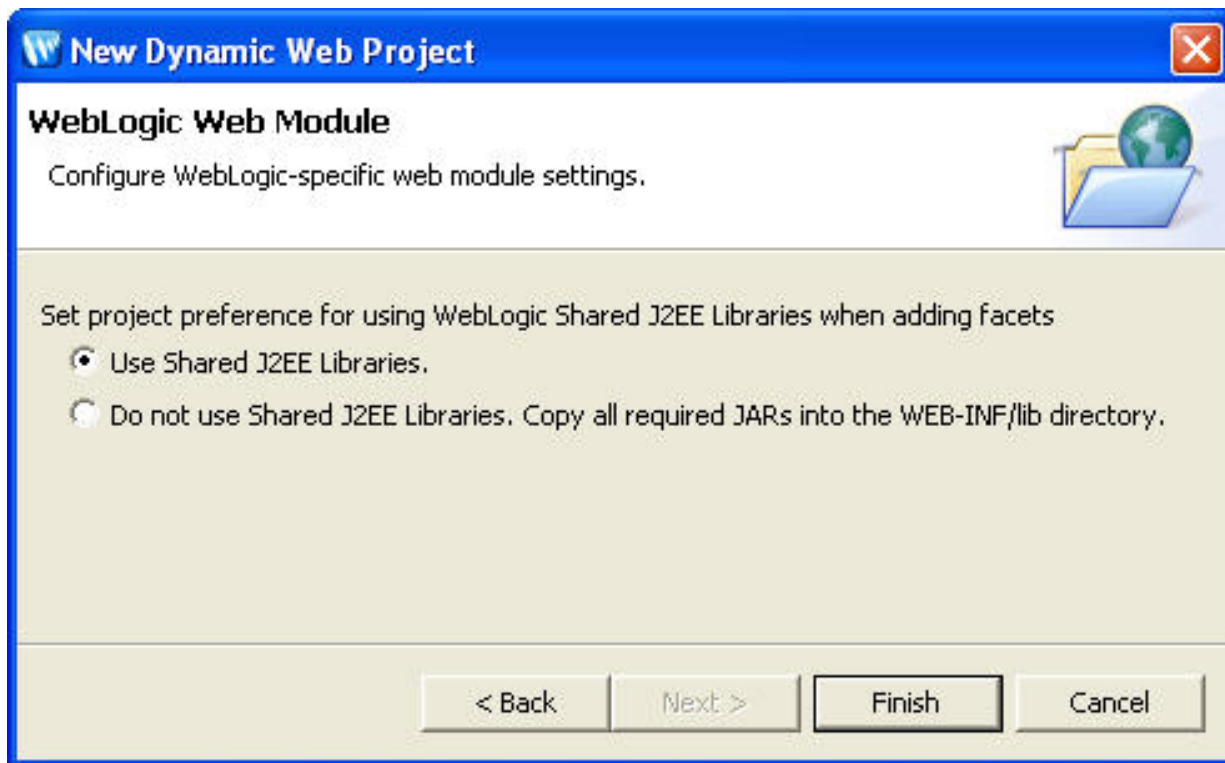 New Dynamic Web Project
WebLogic Web Module
Configure WebLogic-specific web module settings.
Set project preference for using WebLogic Shared J2EE Libraries when adding facets
Use Shared J2EE Libraries.
Do not use Shared J2EE Libraries. Copy all required JARs into the WEB-INF/lib directory.
< Back Next > Finish Cancel